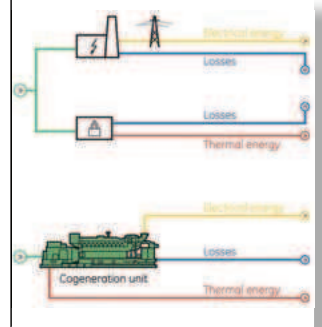 Electrical energy
Losses
Losses
Thermal energy
Electrical energy
Losses
Cogeneration unit
Thermal energy